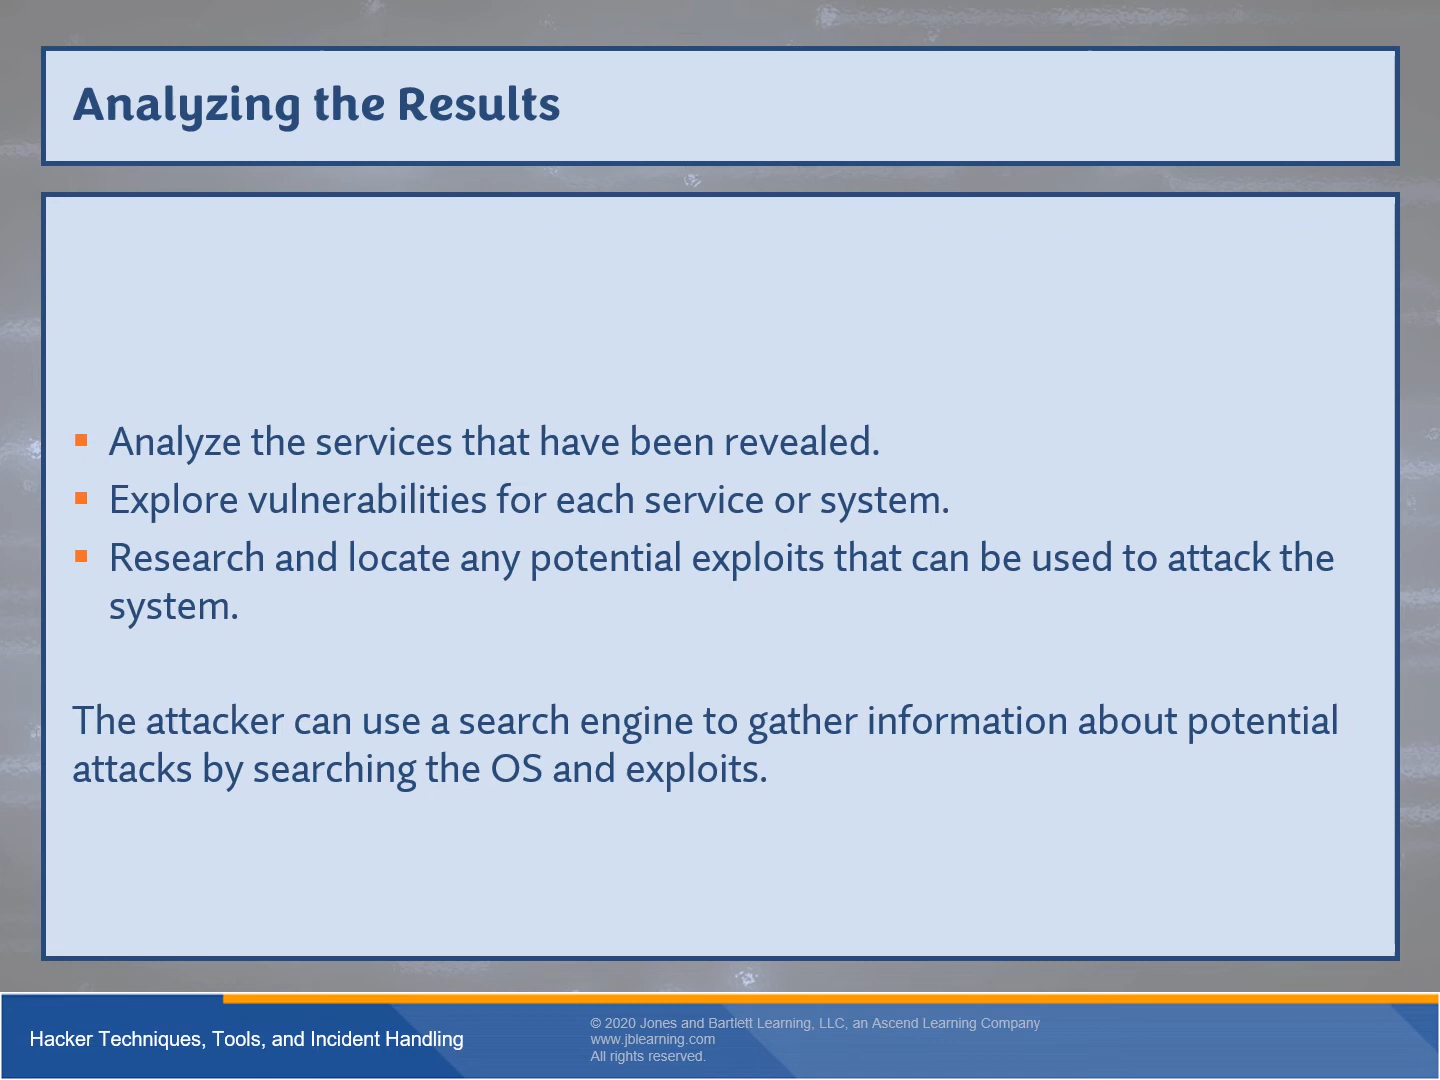 Analyzing the Results
Analyze the services that have been revealed.
Explore vulnerabilities for each service or system.
Research and locate any potential exploits that can be used to attack the
system.
The attacker can use a search engine to gather information about potential
attacks by searching the OS and exploits.
Hacker Techniques, Tools, and Incident Handling
© 2020 Jones and Bartlett Learning, LLC, an Ascend Learning Company
www.jblearning.com
All rights reserved.